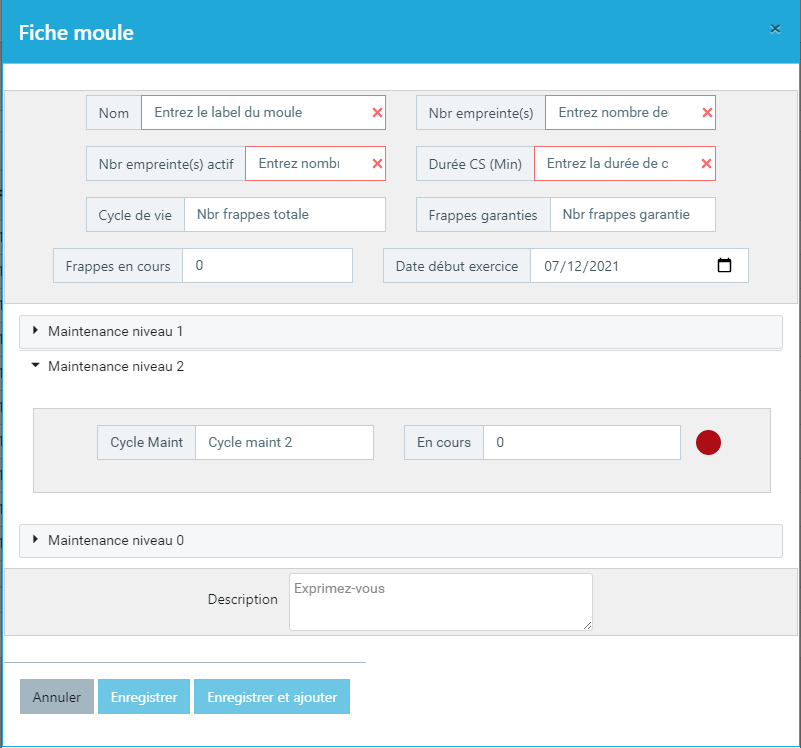 Fiche moule ×
Nom Entrez le label du moule Nbr empreinte(s) Entrez nombre de
Nbr empreinte(s) actif Entrez nombr Durée CS (Min) Entrez la durée de c
Cycle de vie Nbr frappes totale Frappes garanties Nbr frappes garantie
Frappes en cours 0 Date début exercice 07/12/2021
Maintenance niveau 1
Maintenance niveau 2
Cycle Maint Cycle maint 2 En cours 0
Maintenance niveau 0
Description Exprimez-vous
Annuler Enregistrer Enregistrer et ajouter